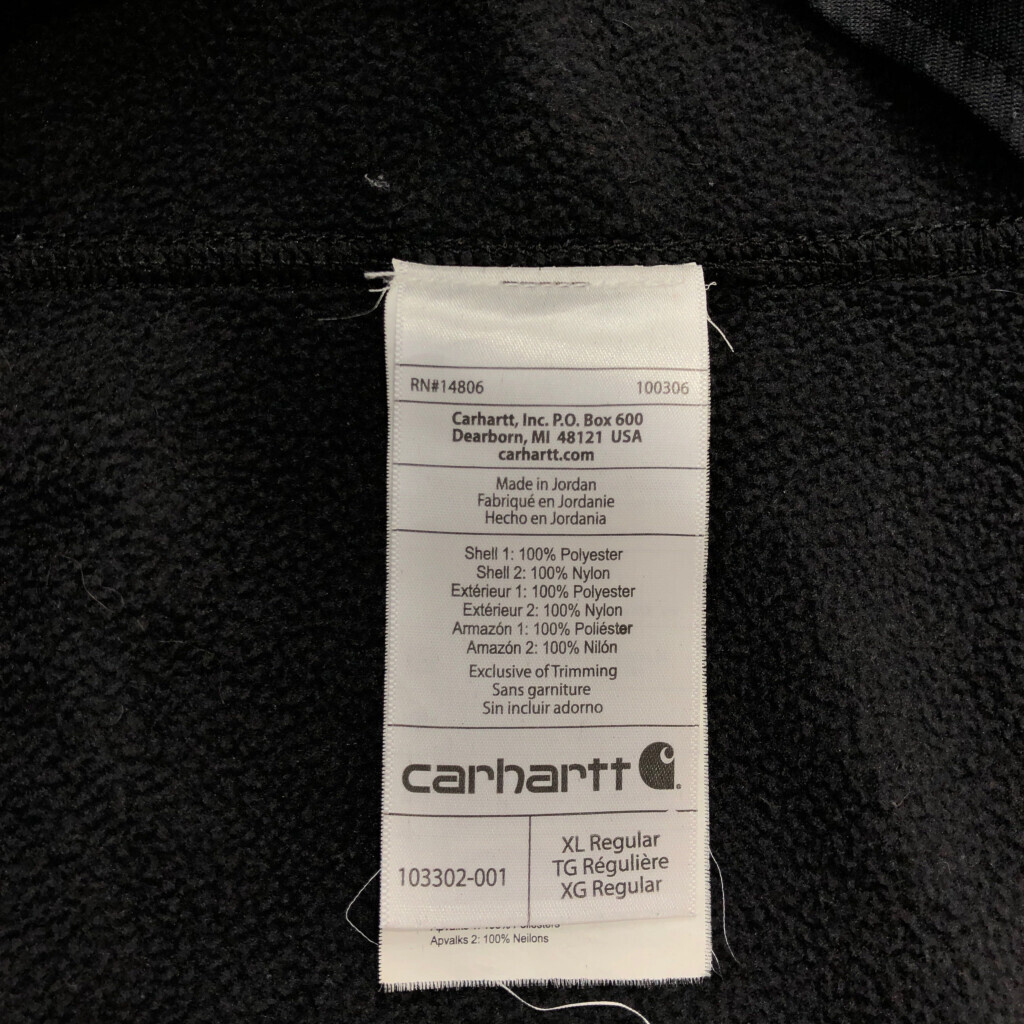 RN#14806 100306
Carhartt, Inc. P.O. Box 600
Dearborn, MI 48121 USA
carhartt.com
Made in Jordan
Fabriqué en Jordanie
Hecho en Jordania
Shell 1: 100% Polyester
Shell 2: 100% Nylon
Extérieur 1: 100% Polyester
Extérieur 2: 100% Nylon
Armazón 1: 100% Poliéster
Amazón 2: 100% Nilón
Exclusive of Trimming
Sans garniture
Sin incluir adorno
carhartt
103302-001
XL Regular
TG Régulière
XG Regular
Apvalks 2: 100% Neilons